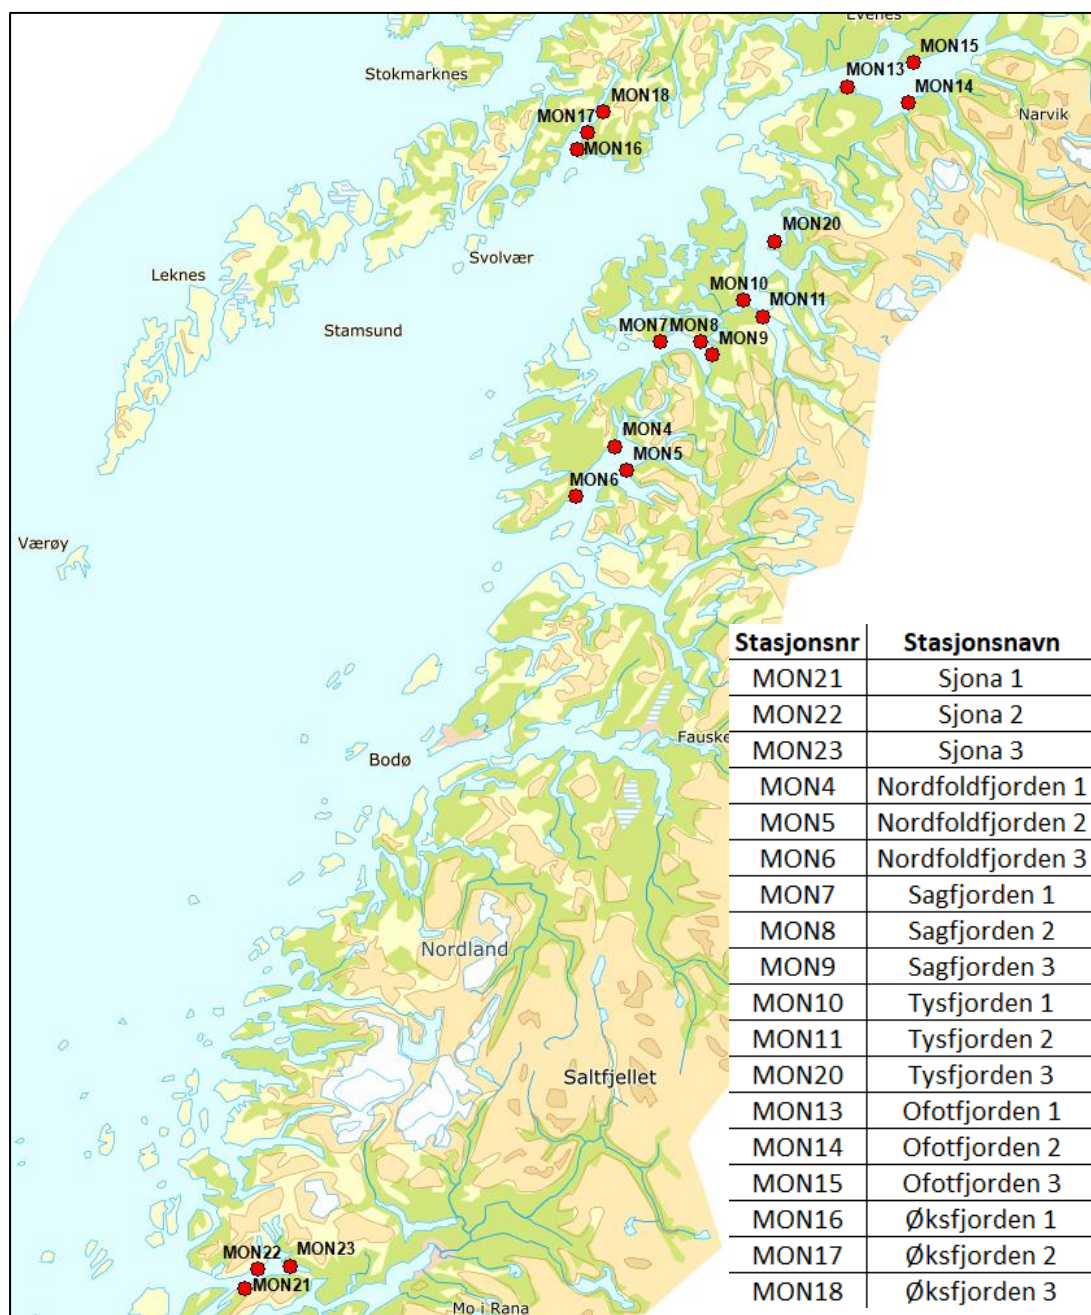 Evenes
MON15
Stokmarknes
MON13
MON18
MON14
Narvik
MON17
MON16
MON20
Svolvær
Leknes
MON10
MON11
Stamsund
MON7
MON8
MON9
MON4
MON5
MON6
Værøy
Stasjonsnr Stasjonsnavn
MON21 Sjona 1
MON22 Sjona 2
MON23 Sjona 3
Fauske
Bodø
MON4 Nordfoldfjorden 1
MON5 Nordfoldfjorden 2
MON6 Nordfoldfjorden 3
MON7 Sagfjorden 1
MON8 Sagfjorden 2
Nordland
MON9 Sagfjorden 3
MON10 Tysfjorden 1
MON11 Tysfjorden 2
Saltfjellet
MON20 Tysfjorden 3
MON13 Ofotfjorden 1
MON14 Ofotfjorden 2
MON15 Ofotfjorden 3
MON16 Øksfjorden 1
MON17 Øksfjorden 2
MON18 Øksfjorden 3
MON22
MON23
MON21
Mo i Rana